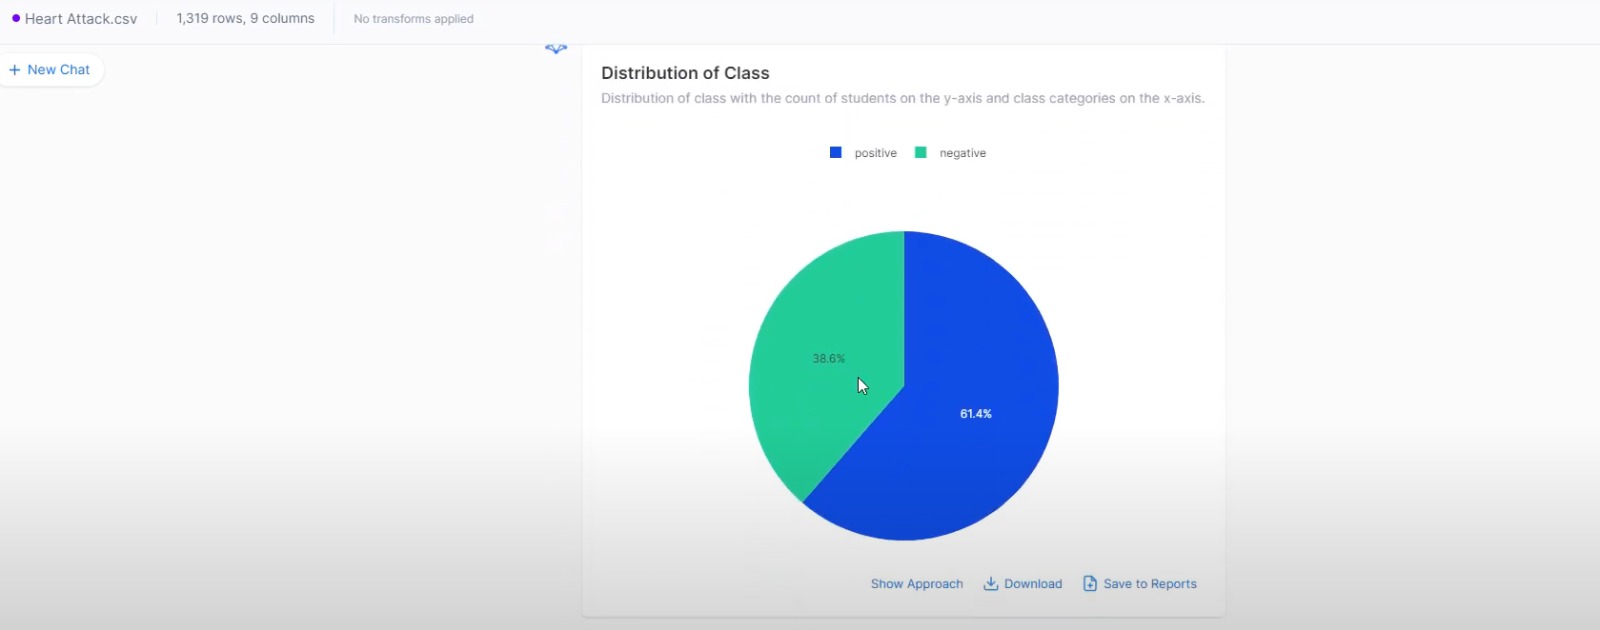 Heart Attack.csv 1,319 rows, 9 columns No transforms applied
+ New Chat
Distribution of Class
Distribution of class with the count of students on the y-axis and class categories on the x-axis.
positive negative
38.6%
61.4%
Show Approach Download Save to Reports